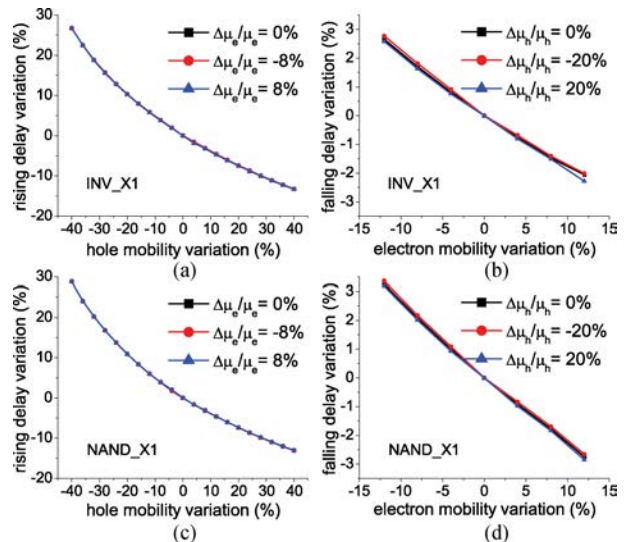 rising delay variation (%)
30
20
10
0
-10
-20
Δμₑ/μₑ = 0%
Δμₑ/μₑ = -8%
Δμₑ/μₑ = 8%
INV_X1
-40 -30 -20 -10 0 10 20 30 40
hole mobility variation (%)
(a)
falling delay variation (%)
3
2
1
0
-1
-2
-3
Δμₕ/μₕ = 0%
Δμₕ/μₕ = -20%
Δμₕ/μₕ = 20%
INV_X1
-15 -10 -5 0 5 10 15
electron mobility variation (%)
(b)
rising delay variation (%)
30
20
10
0
-10
-20
Δμₑ/μₑ = 0%
Δμₑ/μₑ = -8%
Δμₑ/μₑ = 8%
NAND_X1
-40 -30 -20 -10 0 10 20 30 40
hole mobility variation (%)
(c)
falling delay variation (%)
3
2
1
0
-1
-2
-3
Δμₕ/μₕ = 0%
Δμₕ/μₕ = -20%
Δμₕ/μₕ = 20%
NAND_X1
-15 -10 -5 0 5 10 15
electron mobility variation (%)
(d)